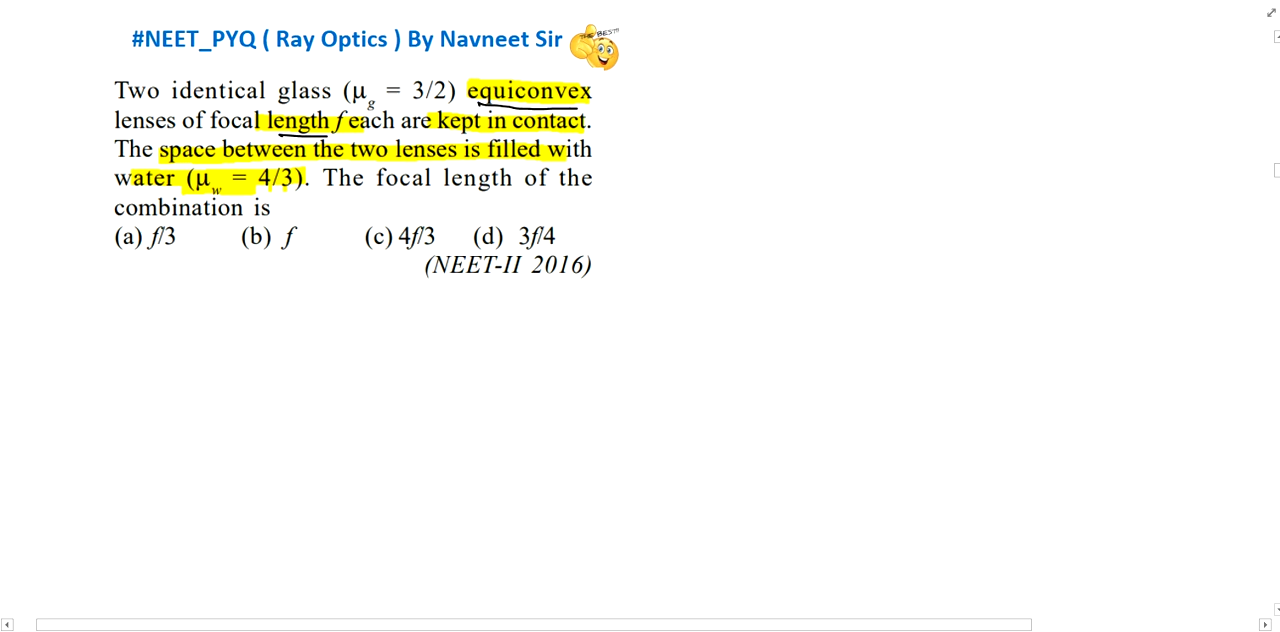 #NEET_PYQ ( Ray Optics ) By Navneet Sir
THE BEST!!
Two identical glass (μg = 3/2) equiconvex
lenses of focal length f each are kept in contact.
The space between the two lenses is filled with
water (μw = 4/3). The focal length of the
combination is
(a) f/3 (b) f (c) 4f/3 (d) 3f/4
(NEET-II 2016)